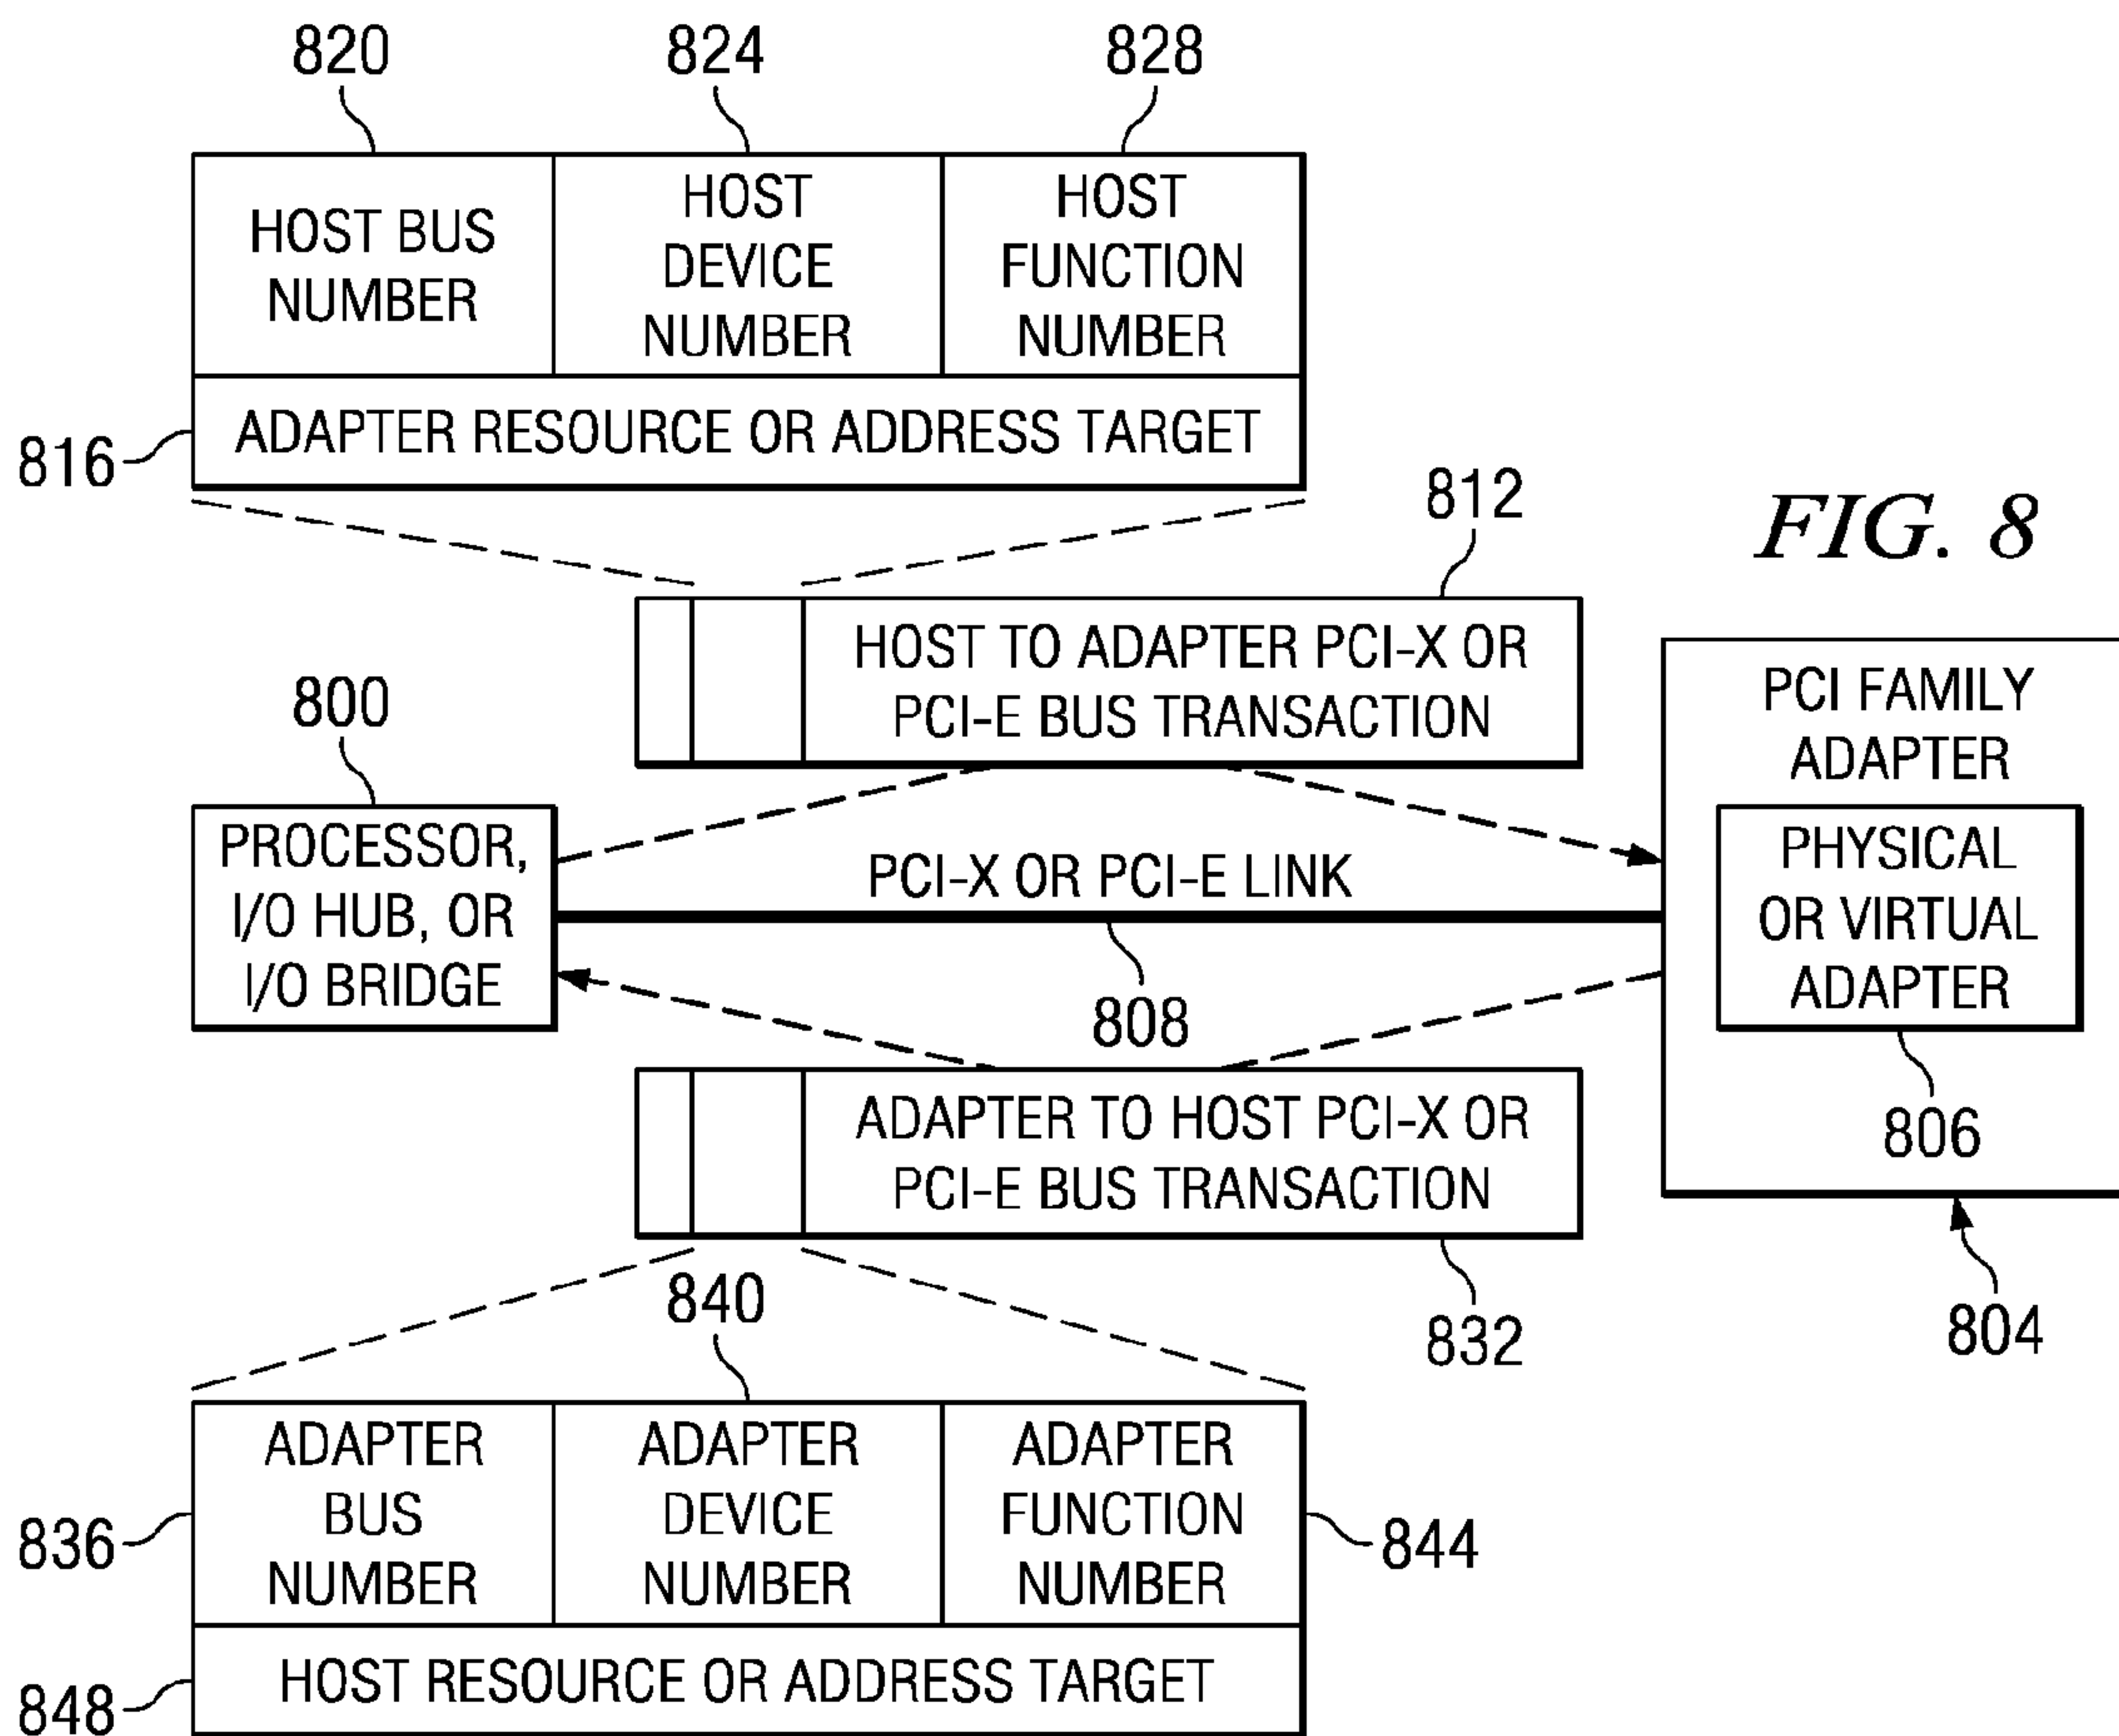 820
824
828
HOST BUS
NUMBER
HOST
DEVICE
NUMBER
HOST
FUNCTION
NUMBER
816
ADAPTER RESOURCE OR ADDRESS TARGET
812
FIG. 8
HOST TO ADAPTER PCI-X OR
PCI-E BUS TRANSACTION
800
PROCESSOR,
I/O HUB, OR
I/O BRIDGE
PCI-X OR PCI-E LINK
808
PCI FAMILY
ADAPTER
PHYSICAL
OR VIRTUAL
ADAPTER
806
804
ADAPTER TO HOST PCI-X OR
PCI-E BUS TRANSACTION
832
840
836
ADAPTER
BUS
NUMBER
ADAPTER
DEVICE
NUMBER
ADAPTER
FUNCTION
NUMBER
844
848
HOST RESOURCE OR ADDRESS TARGET